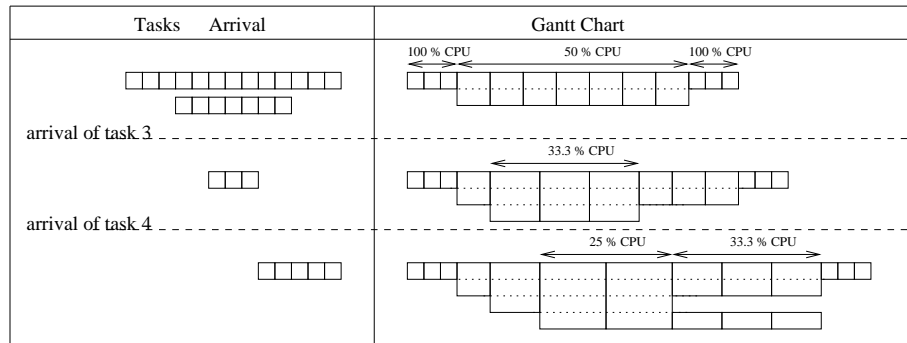 Tasks Arrival
Gantt Chart
100 % CPU
50 % CPU
100 % CPU
arrival of task 3
33.3 % CPU
arrival of task 4
25 % CPU
33.3 % CPU